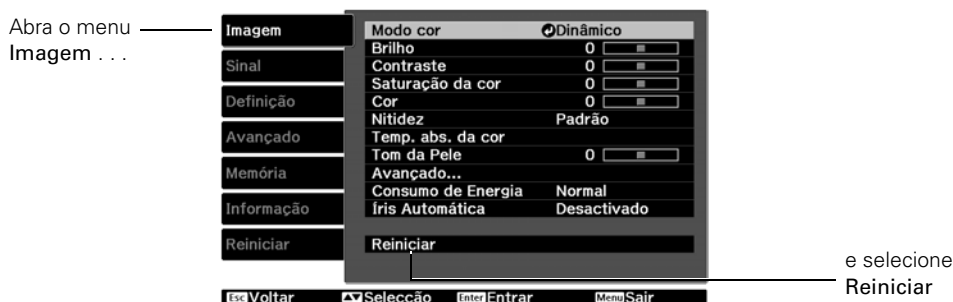 Abra o menu
Imagem . . .
Imagem
Sinal
Definição
Avançado
Memória
Informação
Reiniciar
Modo cor Dinâmico
Brilho 0
Contraste 0
Saturação da cor 0
Cor 0
Nitidez Padrão
Temp. abs. da cor
Tom da Pele 0
Avançado...
Consumo de Energia Normal
Íris Automática Desactivado
Reiniciar
e selecione
Reiniciar
Esc Voltar Selecção Enter Entrar Menu Sair